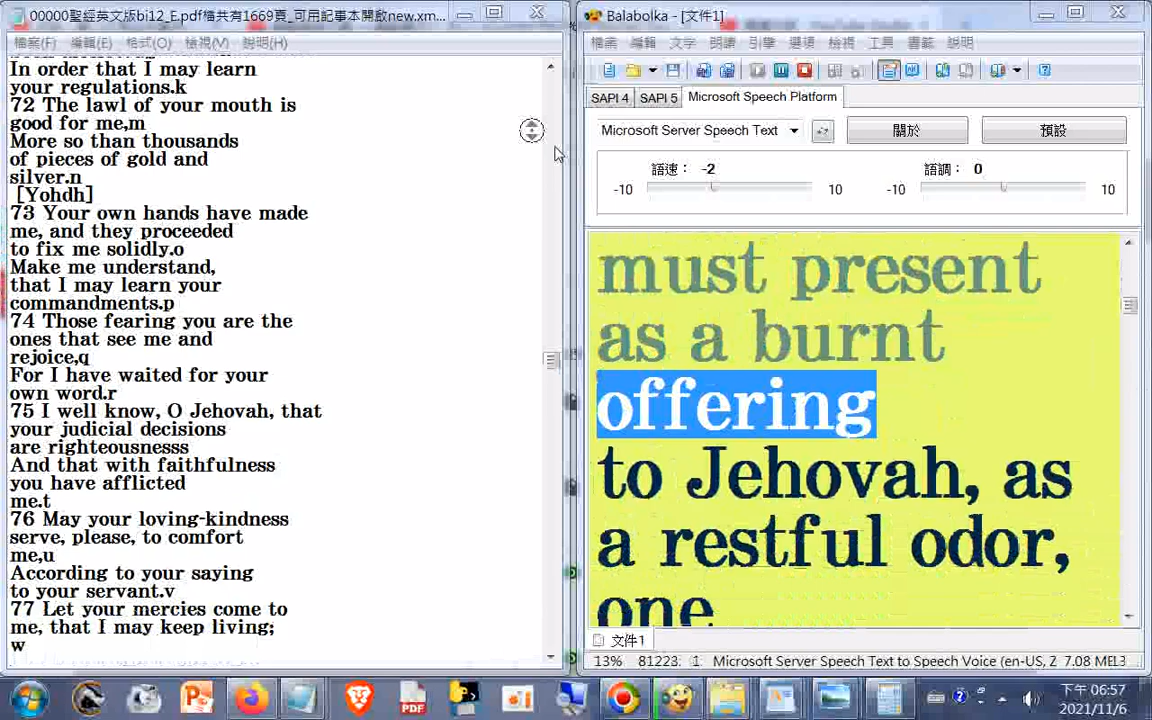 00000聖經英文版bi12_E.pdf檔共有1669頁_可用記事本開啟new.xm...
檔案(F) 編輯(E) 格式(O) 檢視(V) 說明(H)
In order that I may learn
your regulations.k
72 The lawl of your mouth is
good for me,m
More so than thousands
of pieces of gold and
silver.n
[Yohdh]
73 Your own hands have made
me, and they proceeded
to fix me solidly.o
Make me understand,
that I may learn your
commandments.p
74 Those fearing you are the
ones that see me and
rejoice,q
For I have waited for your
own word.r
75 I well know, O Jehovah, that
your judicial decisions
are righteousnesss
And that with faithfulness
you have afflicted
me.t
76 May your loving-kindness
serve, please, to comfort
me,u
According to your saying
to your servant.v
77 Let your mercies come to
me, that I may keep living;
w
Balabolka - [文件1]
檔案 編輯 文字 朗讀 引擎 選項 檢視 工具 書籤 說明
SAPI 4 SAPI 5 Microsoft Speech Platform
Microsoft Server Speech Text 關於 預設
語速： -2 語調： 0
-10 10 -10 10
must present
as a burnt
offering
to Jehovah, as
a restful odor,
one
文件1
13% 81223. 1 Microsoft Server Speech Text to Speech Voice (en-US, 2 7.08 MEL3
下午 06:57
2021/11/6